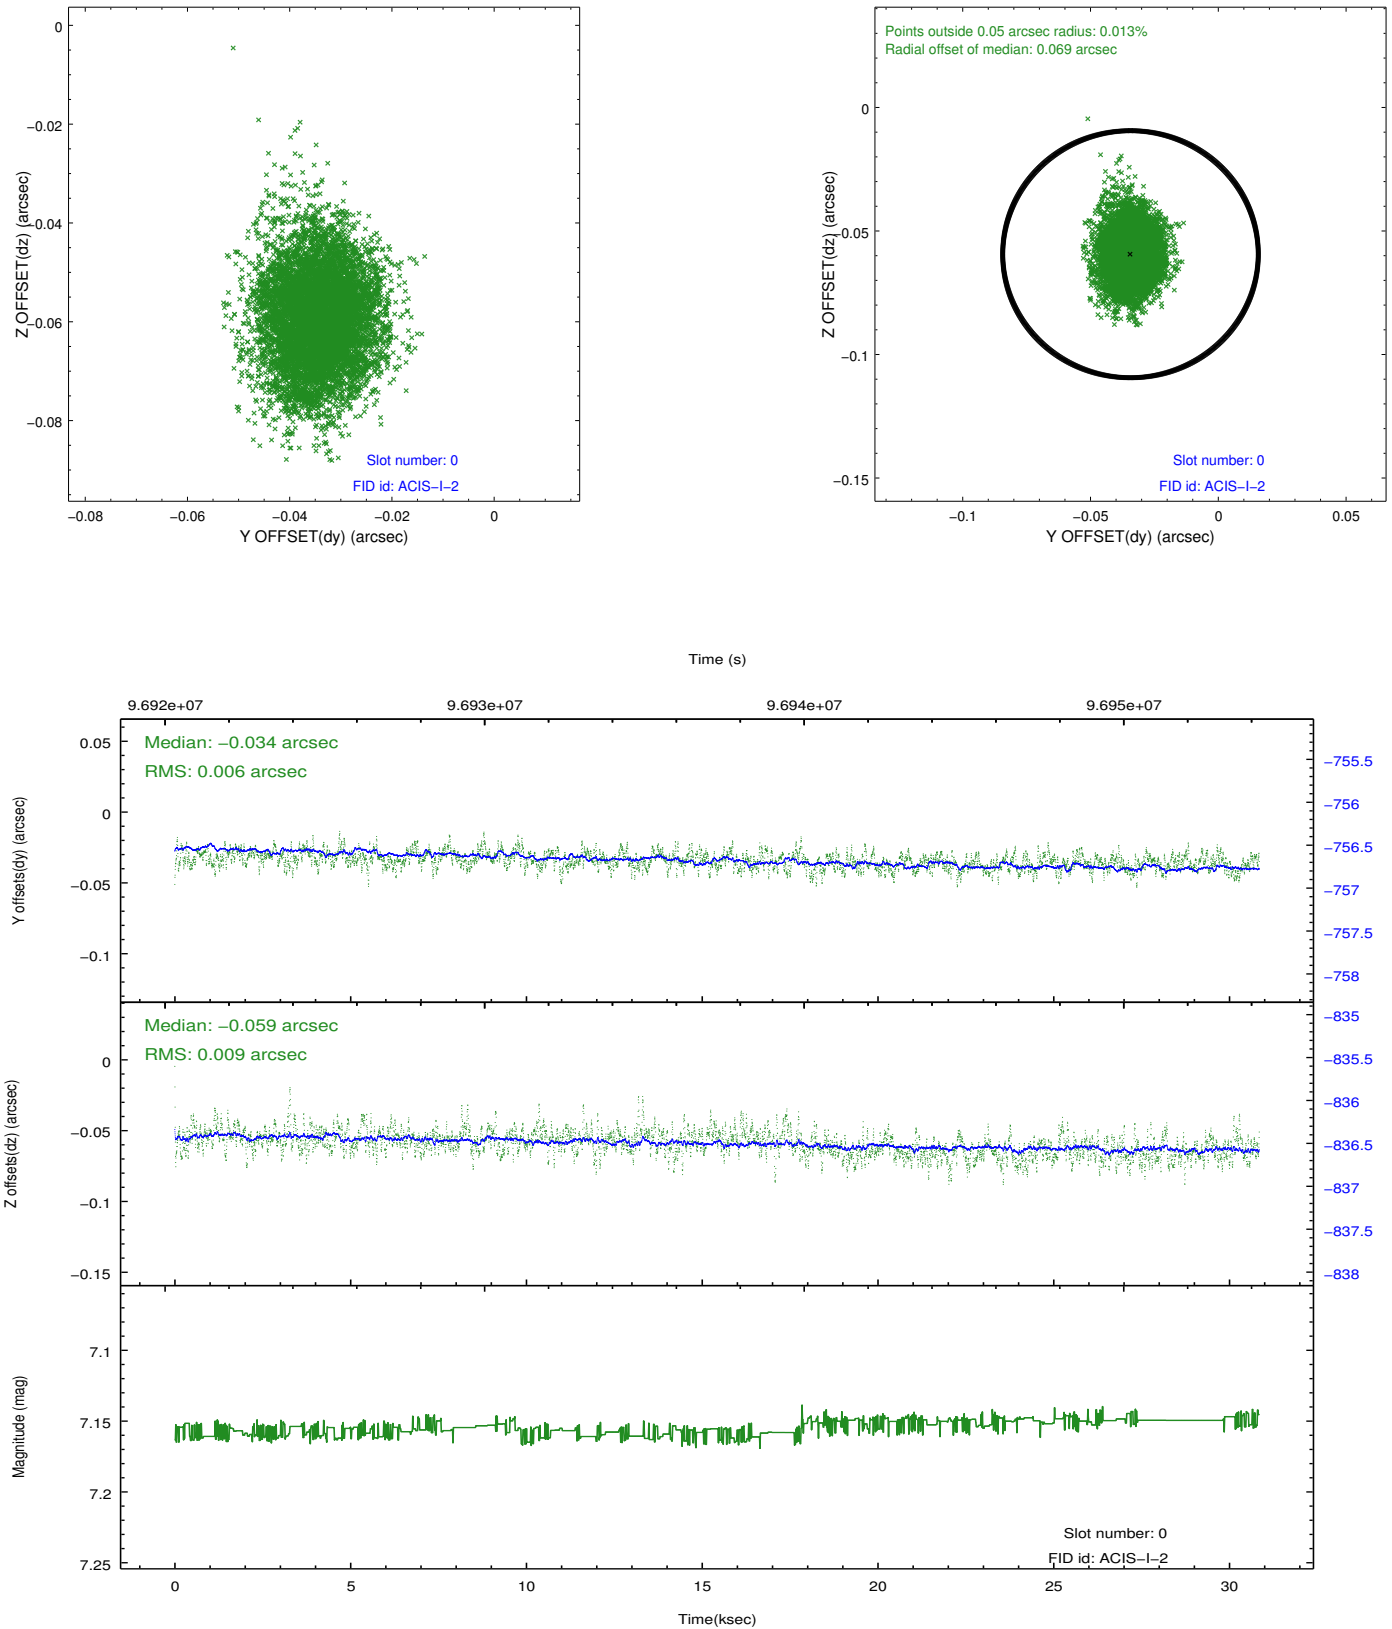 0
−0.02
−0.04
−0.06
−0.08
Z OFFSET(dz) (arcsec)
Slot number: 0
FID id: ACIS−I−2
−0.08
−0.06
−0.04
−0.02
0
Y OFFSET(dy) (arcsec)
Points outside 0.05 arcsec radius: 0.013%
Radial offset of median: 0.069 arcsec
0
−0.05
−0.1
−0.15
Z OFFSET(dz) (arcsec)
Slot number: 0
FID id: ACIS−I−2
−0.1
−0.05
0
0.05
Y OFFSET(dy) (arcsec)
Time (s)
9.692e+07
9.693e+07
9.694e+07
9.695e+07
Median: −0.034 arcsec
RMS: 0.006 arcsec
0.05
0
−0.05
−0.1
Y offsets(dy) (arcsec)
−755.5
−756
−756.5
−757
−757.5
−758
Median: −0.059 arcsec
RMS: 0.009 arcsec
0
−0.05
−0.1
−0.15
Z offsets(dz) (arcsec)
−835
−835.5
−836
−836.5
−837
−837.5
−838
7.1
7.15
7.2
7.25
Magnitude (mag)
Slot number: 0
FID id: ACIS−I−2
0
5
10
15
20
25
30
Time(ksec)